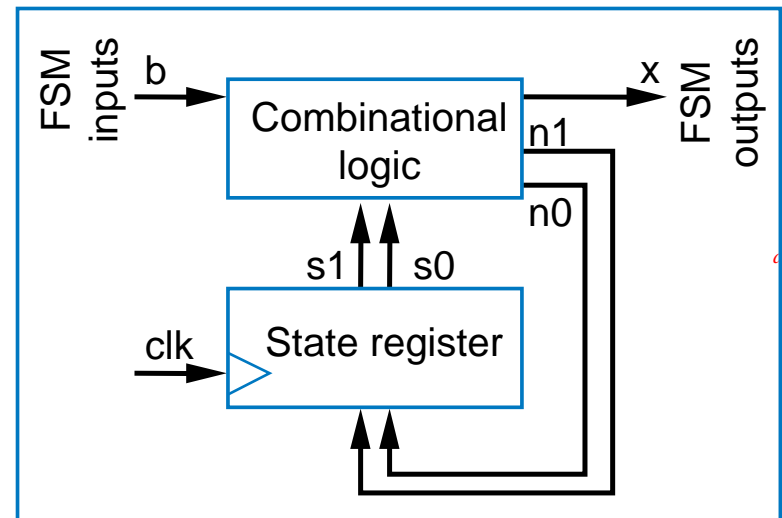 FSM
inputs
b
Combinational
logic
x
FSM
outputs
n1
n0
s1
s0
clk
State register